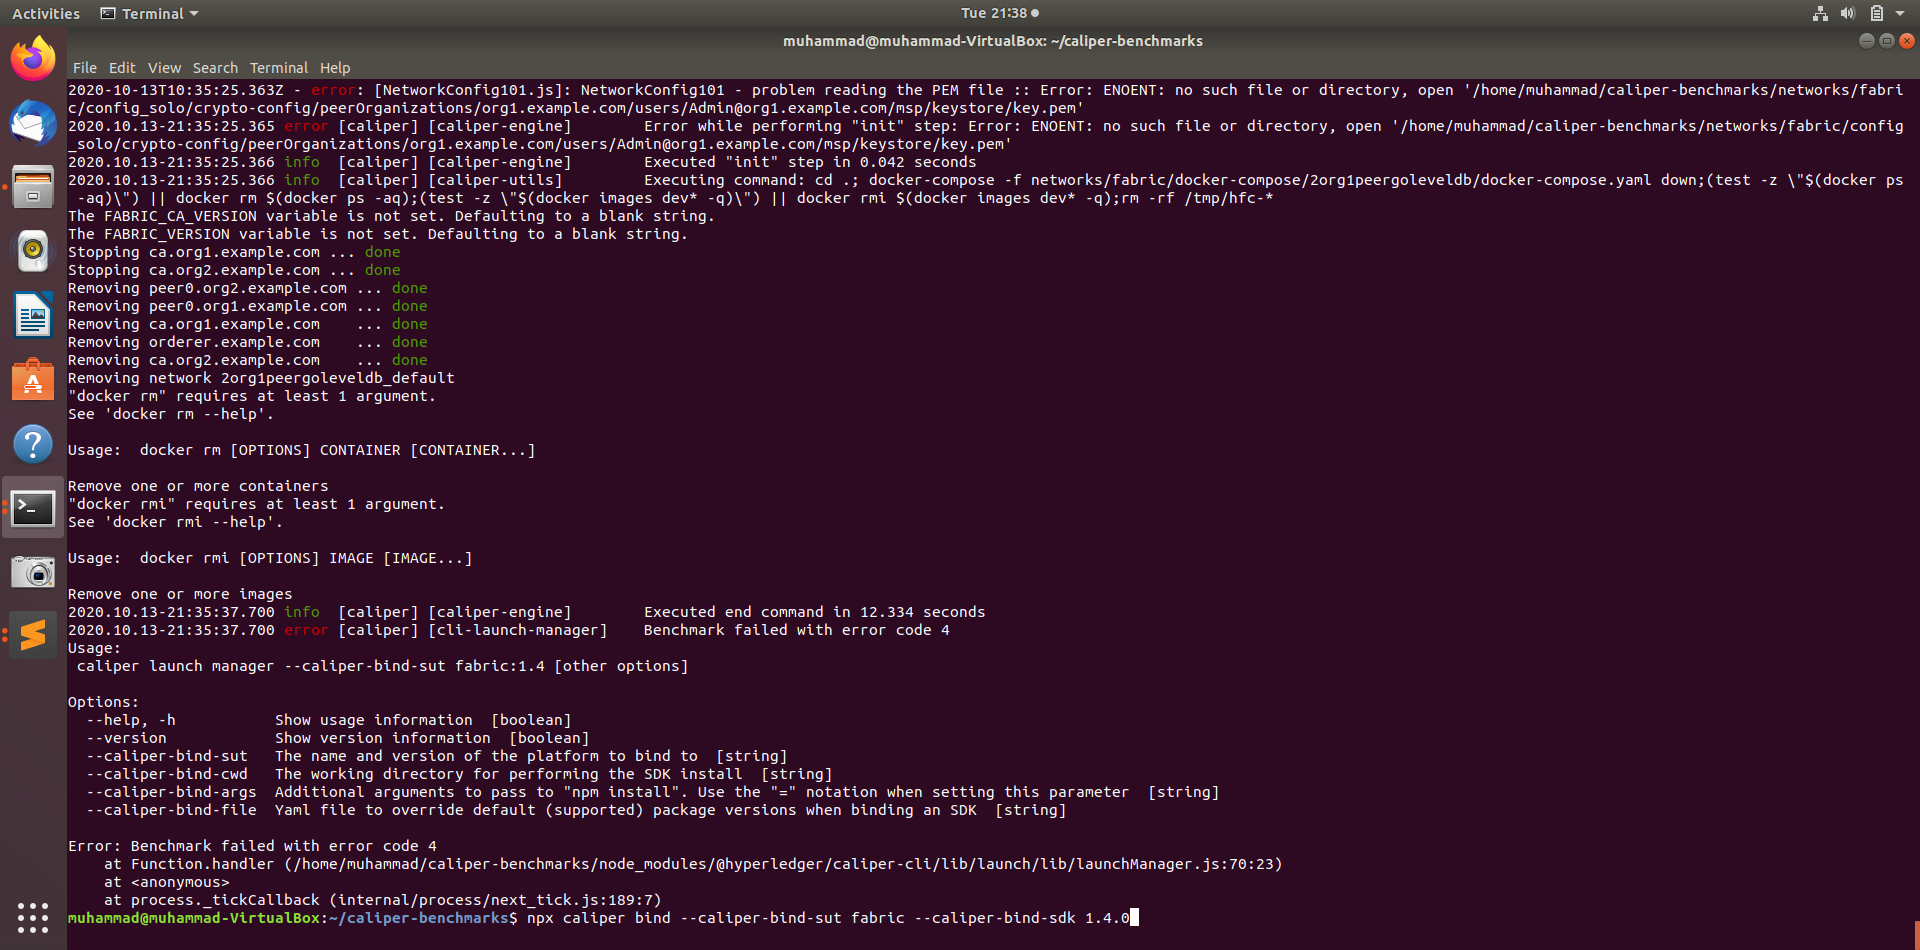 Activities Terminal Tue 21:38
muhammad@muhammad-VirtualBox: ~/caliper-benchmarks
File Edit View Search Terminal Help
2020-10-13T10:35:25.363Z - error: [NetworkConfig101.js]: NetworkConfig101 - problem reading the PEM file :: Error: ENOENT: no such file or directory, open '/home/muhammad/caliper-benchmarks/networks/fabri
c/config_solo/crypto-config/peerOrganizations/org1.example.com/users/Admin@org1.example.com/msp/keystore/key.pem'
2020.10.13-21:35:25.365 error [caliper] [caliper-engine]        Error while performing "init" step: Error: ENOENT: no such file or directory, open '/home/muhammad/caliper-benchmarks/networks/fabric/config
_solo/crypto-config/peerOrganizations/org1.example.com/users/Admin@org1.example.com/msp/keystore/key.pem'
2020.10.13-21:35:25.366 info  [caliper] [caliper-engine]        Executed "init" step in 0.042 seconds
2020.10.13-21:35:25.366 info  [caliper] [caliper-utils]         Executing command: cd .; docker-compose -f networks/fabric/docker-compose/2org1peergoleveldb/docker-compose.yaml down;(test -z \"$(docker ps
 -aq)\") || docker rm $(docker ps -aq);(test -z \"$(docker images dev* -q)\") || docker rmi $(docker images dev* -q);rm -rf /tmp/hfc-*
The FABRIC_CA_VERSION variable is not set. Defaulting to a blank string.
The FABRIC_VERSION variable is not set. Defaulting to a blank string.
Stopping ca.org1.example.com ... done
Stopping ca.org2.example.com ... done
Removing peer0.org2.example.com ... done
Removing peer0.org1.example.com ... done
Removing ca.org1.example.com    ... done
Removing orderer.example.com    ... done
Removing ca.org2.example.com    ... done
Removing network 2org1peergoleveldb_default
"docker rm" requires at least 1 argument.
See 'docker rm --help'.

Usage:  docker rm [OPTIONS] CONTAINER [CONTAINER...]

Remove one or more containers
"docker rmi" requires at least 1 argument.
See 'docker rmi --help'.

Usage:  docker rmi [OPTIONS] IMAGE [IMAGE...]

Remove one or more images
2020.10.13-21:35:37.700 info  [caliper] [caliper-engine]        Executed end command in 12.334 seconds
2020.10.13-21:35:37.700 error [caliper] [cli-launch-manager]    Benchmark failed with error code 4
Usage:
 caliper launch manager --caliper-bind-sut fabric:1.4 [other options]

Options:
  --help, -h           Show usage information  [boolean]
  --version            Show version information  [boolean]
  --caliper-bind-sut   The name and version of the platform to bind to  [string]
  --caliper-bind-cwd   The working directory for performing the SDK install  [string]
  --caliper-bind-args  Additional arguments to pass to "npm install". Use the "=" notation when setting this parameter  [string]
  --caliper-bind-file  Yaml file to override default (supported) package versions when binding an SDK  [string]

Error: Benchmark failed with error code 4
    at Function.handler (/home/muhammad/caliper-benchmarks/node_modules/@hyperledger/caliper-cli/lib/launch/lib/launchManager.js:70:23)
    at <anonymous>
    at process._tickCallback (internal/process/next_tick.js:189:7)
muhammad@muhammad-VirtualBox:~/caliper-benchmarks$ npx caliper bind --caliper-bind-sut fabric --caliper-bind-sdk 1.4.0